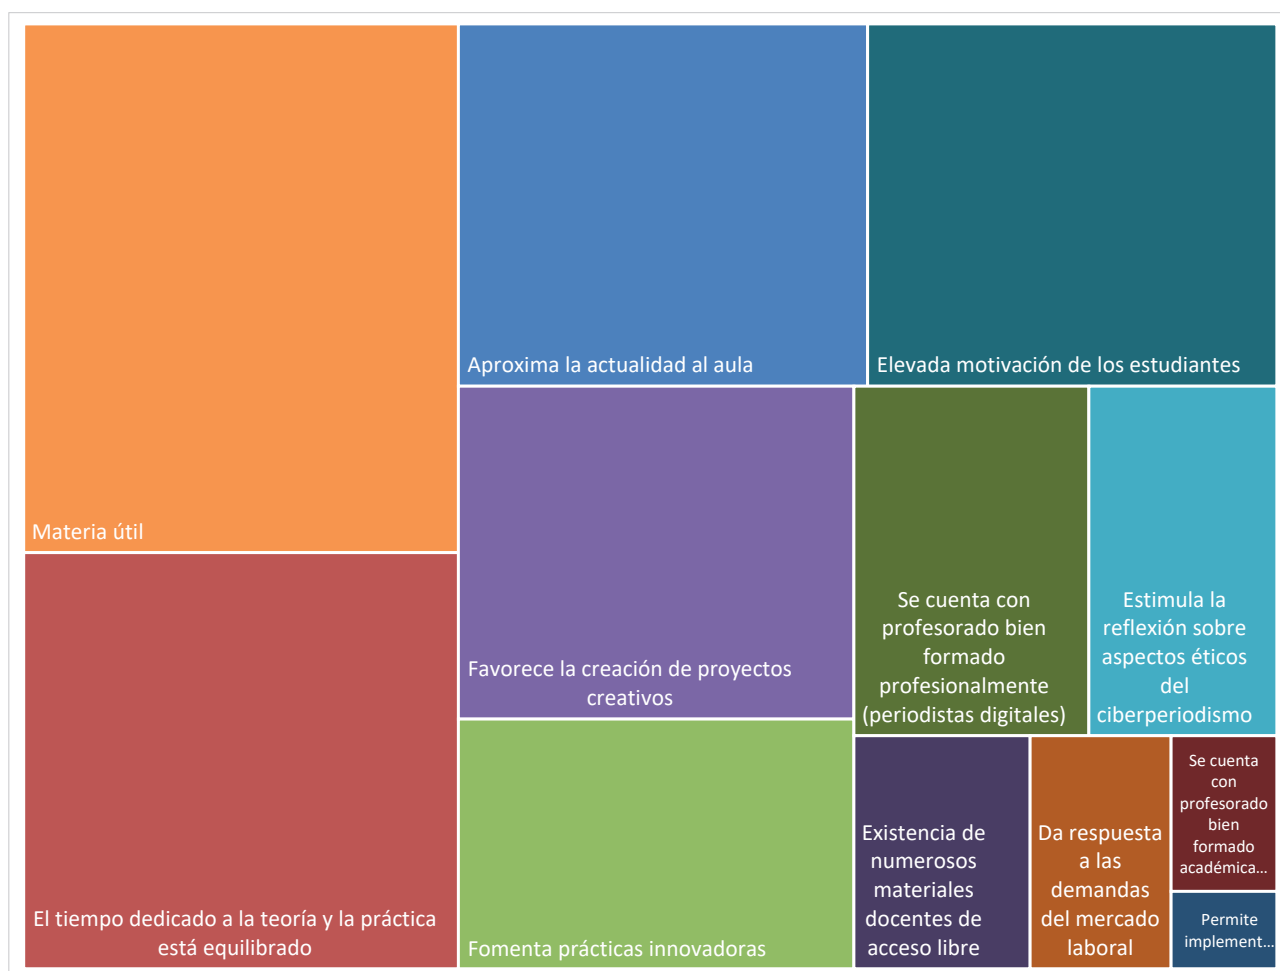 Materia útil
El tiempo dedicado a la teoría y la práctica
está equilibrado
Aproxima la actualidad al aula
Elevada motivación de los estudiantes
Favorece la creación de proyectos
creativos
Fomenta prácticas innovadoras
Se cuenta con
profesorado bien
formado
profesionalmente
(periodistas digitales)
Estimula la
reflexión sobre
aspectos éticos
del
ciberperiodismo
Existencia de
numerosos
materiales
docentes de
acceso libre
Da respuesta
a las
demandas
del mercado
laboral
Se cuenta
con
profesorado
bien
formado
académica...
Permite
implement...